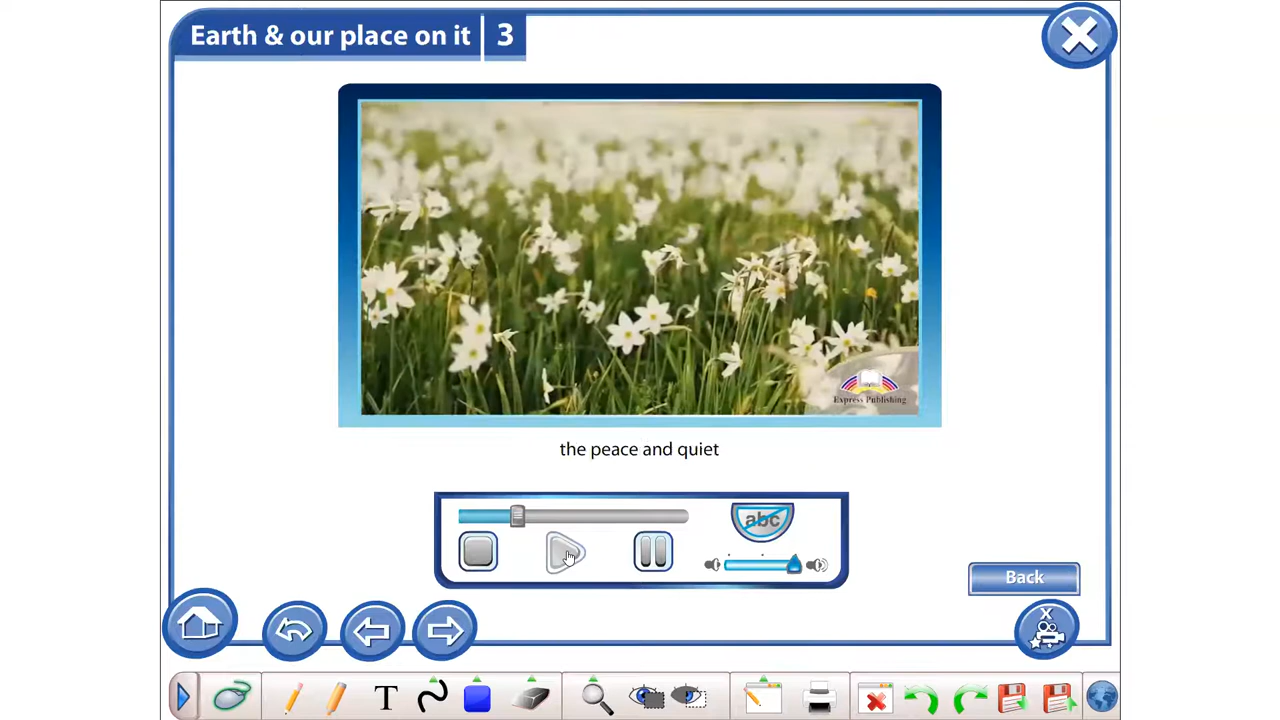 Earth & our place on it 3
Express Publishing
the peace and quiet
abc
Back
X
T